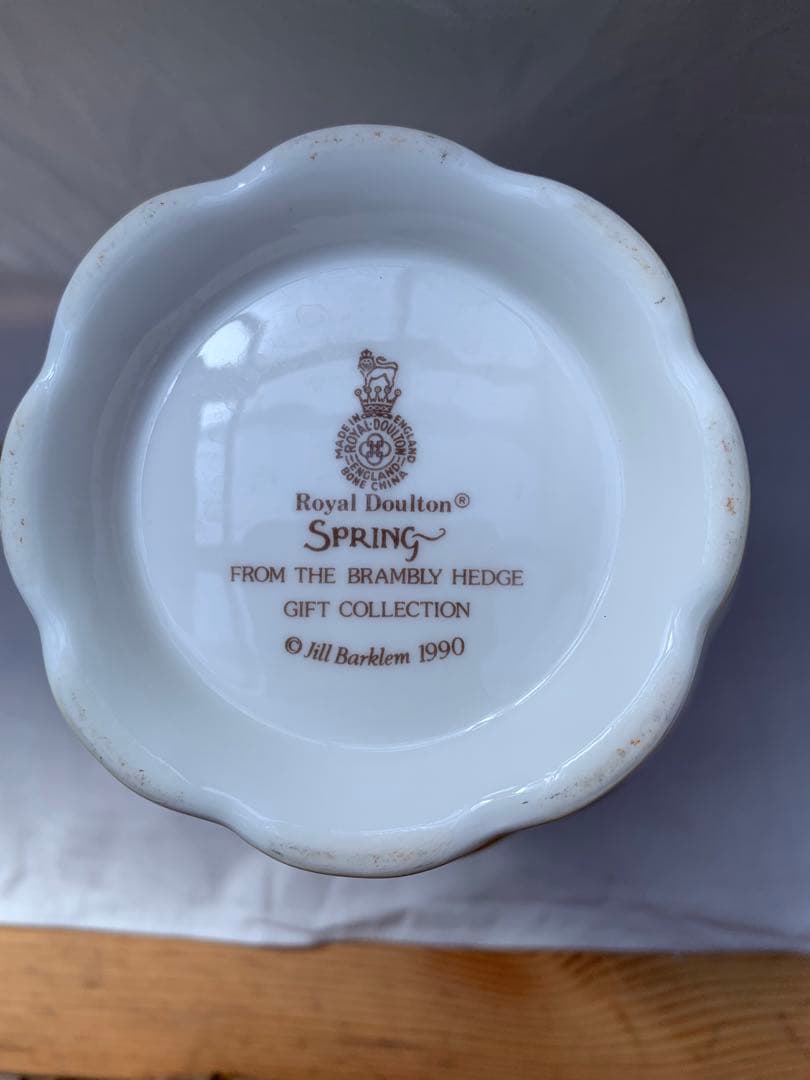 MADE IN ENGLAND
ROYAL·DOULTON
ENGLAND
BONE CHINA
Royal Doulton®
SPRING
FROM THE BRAMBLY HEDGE
GIFT COLLECTION
© Jill Barklem 1990